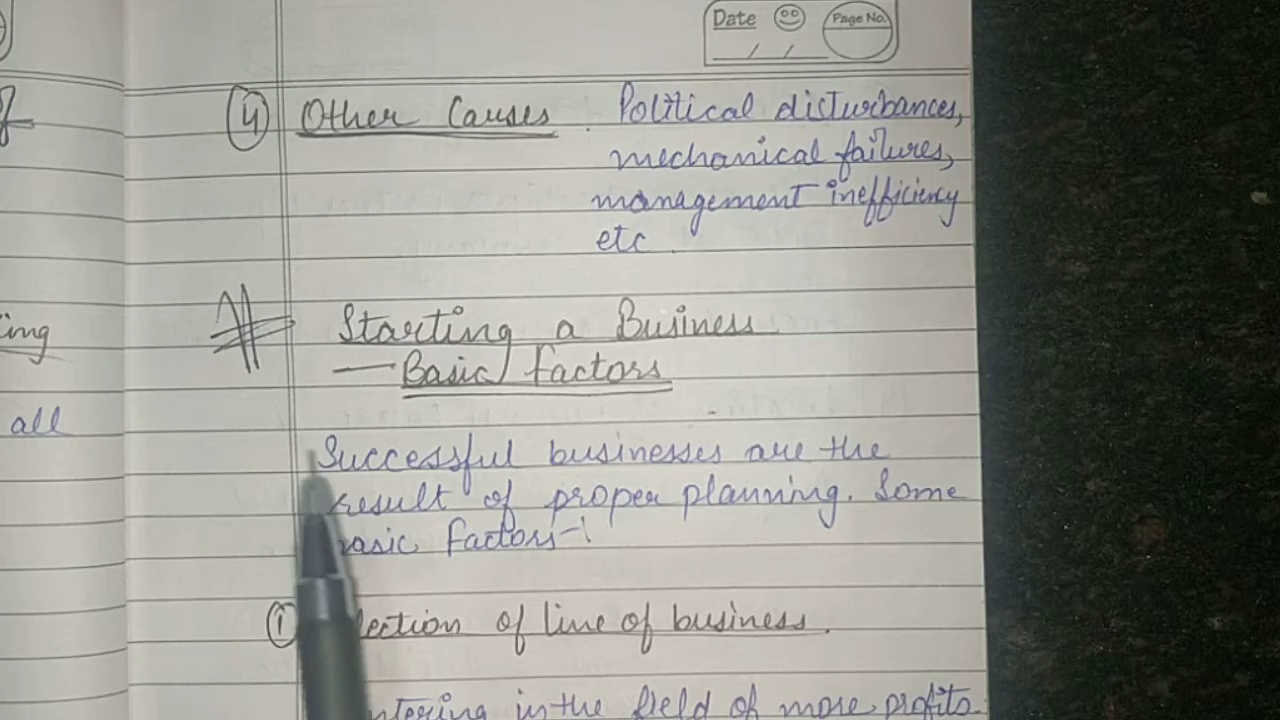 Date
Page No.
④ Other Causes. Political disturbances,
mechanical failures,
management inefficiency
etc.
# Starting a Business
— Basic factors
Successful businesses are the
result of proper planning. Some
factors-
① of line of business.
in the field of more profits
ing
all